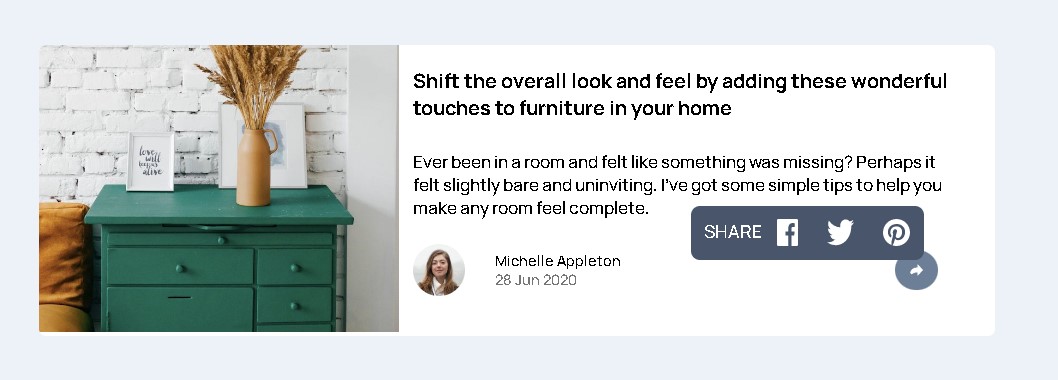 love
will
keep us
alive
Shift the overall look and feel by adding these wonderful
touches to furniture in your home
Ever been in a room and felt like something was missing? Perhaps it
felt slightly bare and uninviting. I've got some simple tips to help you
make any room feel complete.
SHARE
Michelle Appleton
28 Jun 2020